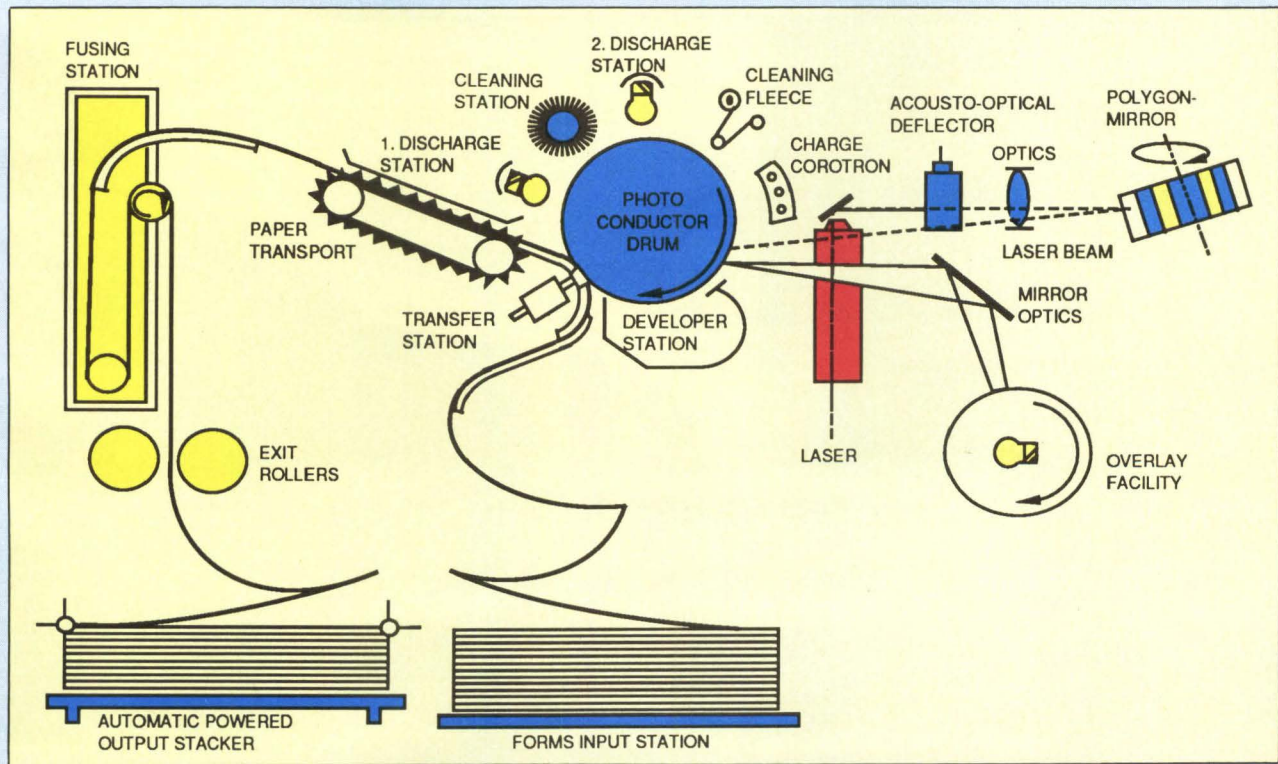 FUSING
STATION
2. DISCHARGE
STATION
CLEANING
STATION
CLEANING
FLEECE
ACOUSTO-OPTICAL
DEFLECTOR
POLYGON-
MIRROR
1. DISCHARGE
STATION
CHARGE
COROTRON
OPTICS
PHOTO
CONDUCTOR
DRUM
PAPER
TRANSPORT
LASER BEAM
MIRROR
OPTICS
TRANSFER
STATION
DEVELOPER
STATION
EXIT
ROLLERS
LASER
OVERLAY
FACILITY
AUTOMATIC POWERED
OUTPUT STACKER
FORMS INPUT STATION